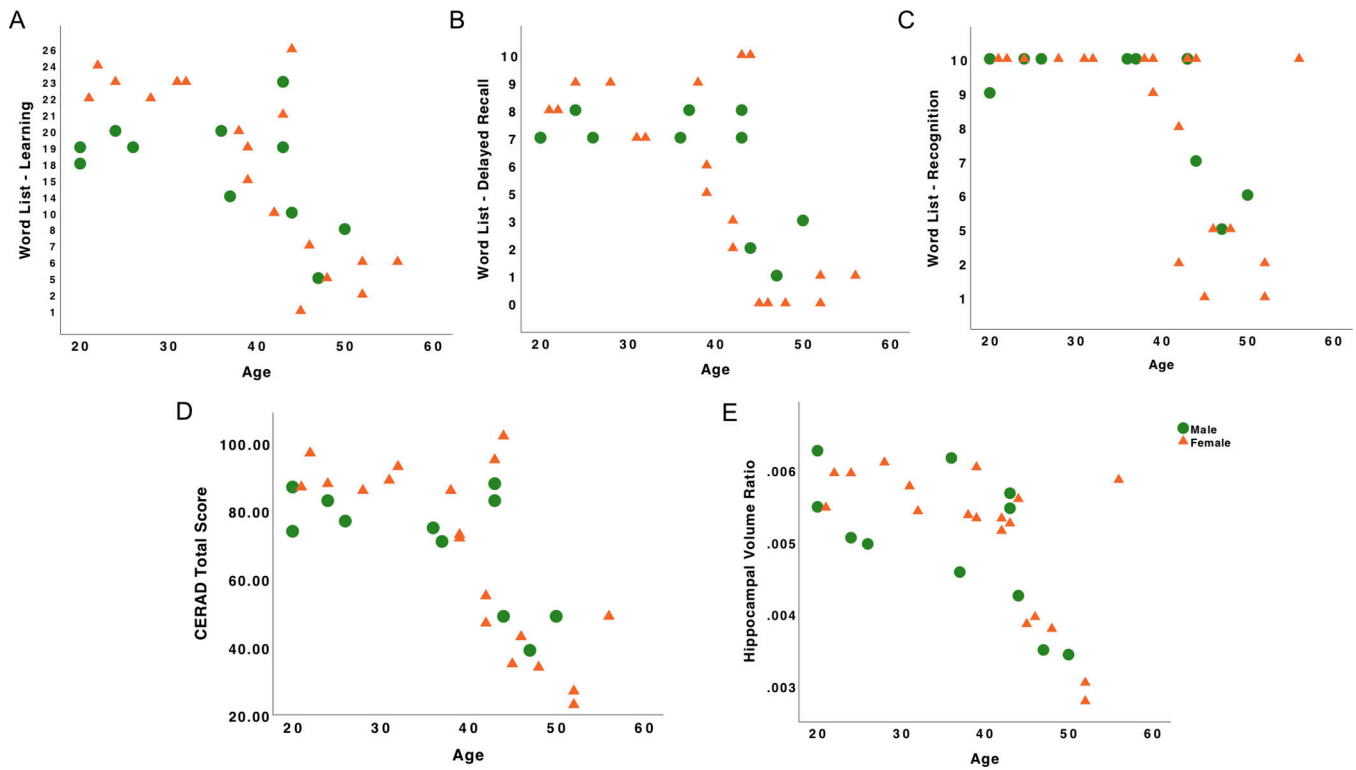 A
Word List - Learning
26
24
23
22
21
20
19
18
15
14
10
8
7
6
5
2
1
20 30 40 50 60
Age
B
Word List - Delayed Recall
10
9
8
7
6
5
3
2
1
0
20 30 40 50 60
Age
C
Word List - Recognition
10
9
8
7
6
5
2
1
20 30 40 50 60
Age
D
CERAD Total Score
100.00
80.00
60.00
40.00
20.00
20 30 40 50 60
Age
E
Hippocampal Volume Ratio
.006
.005
.004
.003
20 30 40 50 60
Age
Male
Female